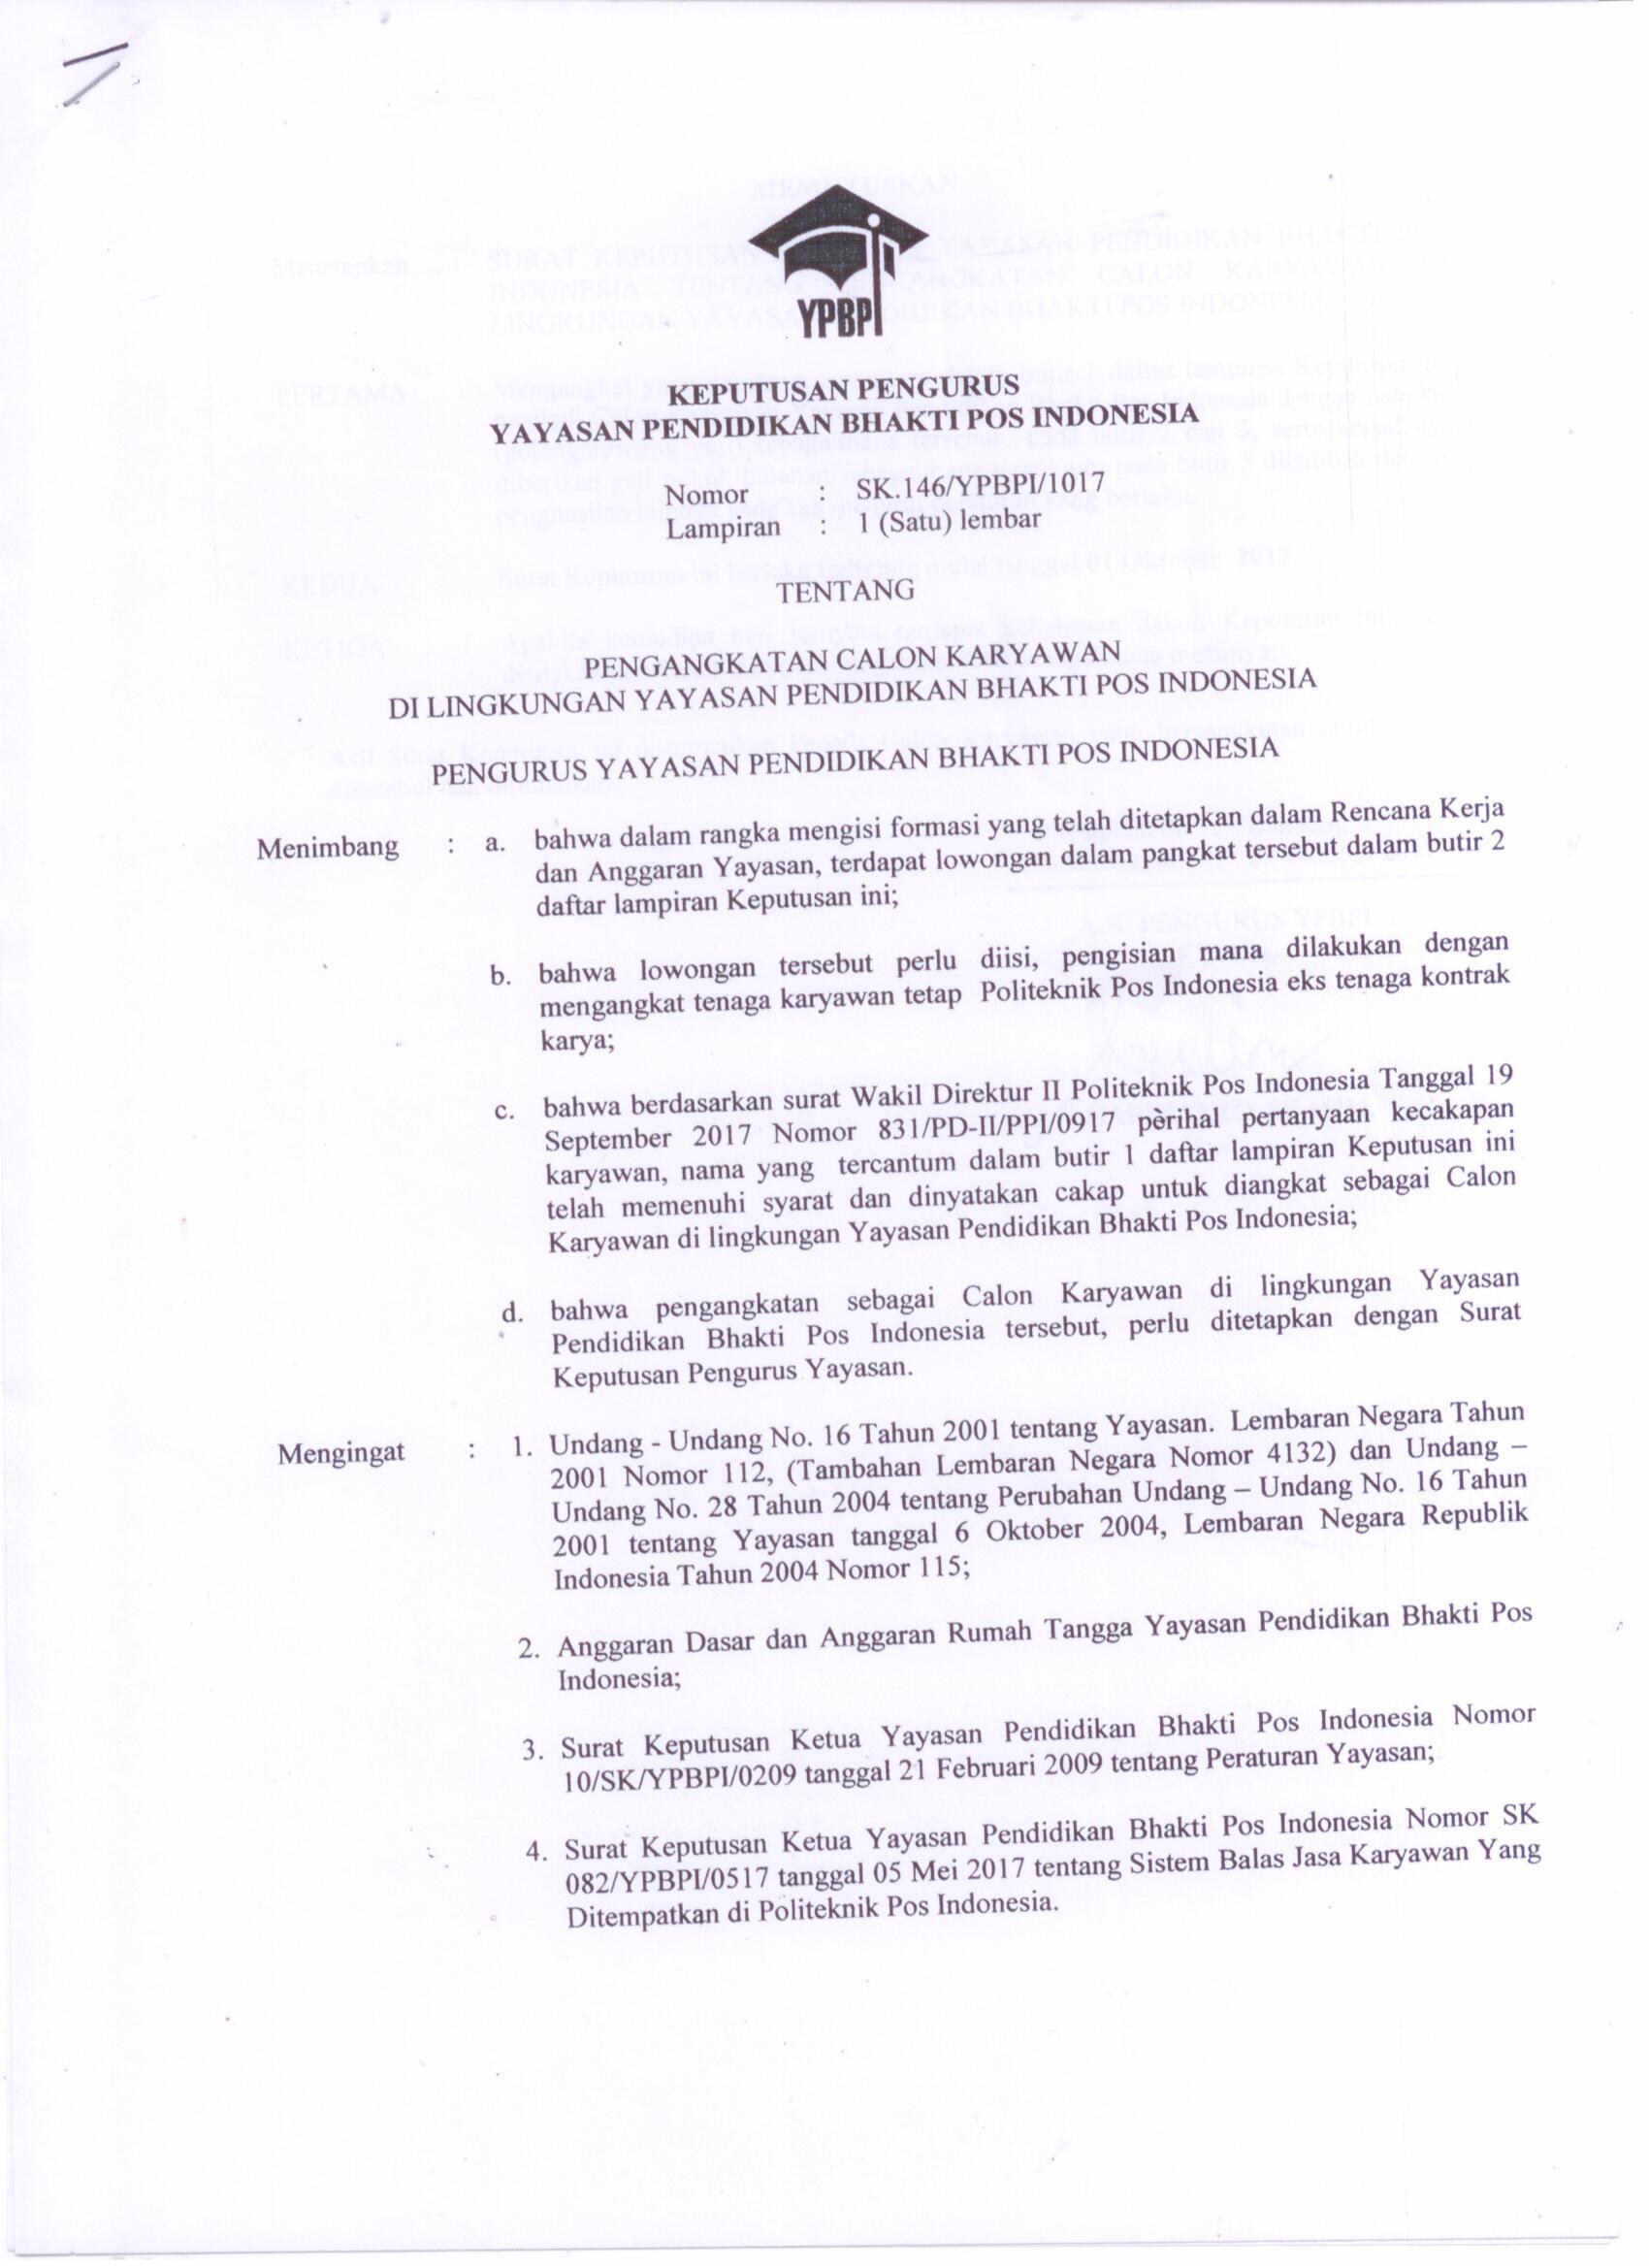 YPBPI
KEPUTUSAN PENGURUS
YAYASAN PENDIDIKAN BHAKTI POS INDONESIA
Nomor : SK.146/YPBPI/1017
Lampiran : 1 (Satu) lembar
TENTANG
PENGANGKATAN CALON KARYAWAN
DI LINGKUNGAN YAYASAN PENDIDIKAN BHAKTI POS INDONESIA
PENGURUS YAYASAN PENDIDIKAN BHAKTI POS INDONESIA
Menimbang : a. bahwa dalam rangka mengisi formasi yang telah ditetapkan dalam Rencana Kerja
dan Anggaran Yayasan, terdapat lowongan dalam pangkat tersebut dalam butir 2
daftar lampiran Keputusan ini;
b. bahwa lowongan tersebut perlu diisi, pengisian mana dilakukan dengan
mengangkat tenaga karyawan tetap Politeknik Pos Indonesia eks tenaga kontrak
karya;
c. bahwa berdasarkan surat Wakil Direktur II Politeknik Pos Indonesia Tanggal 19
September 2017 Nomor 831/PD-II/PPI/0917 perihal pertanyaan kecakapan
karyawan, nama yang tercantum dalam butir 1 daftar lampiran Keputusan ini
telah memenuhi syarat dan dinyatakan cakap untuk diangkat sebagai Calon
Karyawan di lingkungan Yayasan Pendidikan Bhakti Pos Indonesia;
d. bahwa pengangkatan sebagai Calon Karyawan di lingkungan Yayasan
Pendidikan Bhakti Pos Indonesia tersebut, perlu ditetapkan dengan Surat
Keputusan Pengurus Yayasan.
Mengingat : 1. Undang - Undang No. 16 Tahun 2001 tentang Yayasan. Lembaran Negara Tahun
2001 Nomor 112, (Tambahan Lembaran Negara Nomor 4132) dan Undang –
Undang No. 28 Tahun 2004 tentang Perubahan Undang – Undang No. 16 Tahun
2001 tentang Yayasan tanggal 6 Oktober 2004, Lembaran Negara Republik
Indonesia Tahun 2004 Nomor 115;
2. Anggaran Dasar dan Anggaran Rumah Tangga Yayasan Pendidikan Bhakti Pos
Indonesia;
3. Surat Keputusan Ketua Yayasan Pendidikan Bhakti Pos Indonesia Nomor
10/SK/YPBPI/0209 tanggal 21 Februari 2009 tentang Peraturan Yayasan;
4. Surat Keputusan Ketua Yayasan Pendidikan Bhakti Pos Indonesia Nomor SK
082/YPBPI/0517 tanggal 05 Mei 2017 tentang Sistem Balas Jasa Karyawan Yang
Ditempatkan di Politeknik Pos Indonesia.